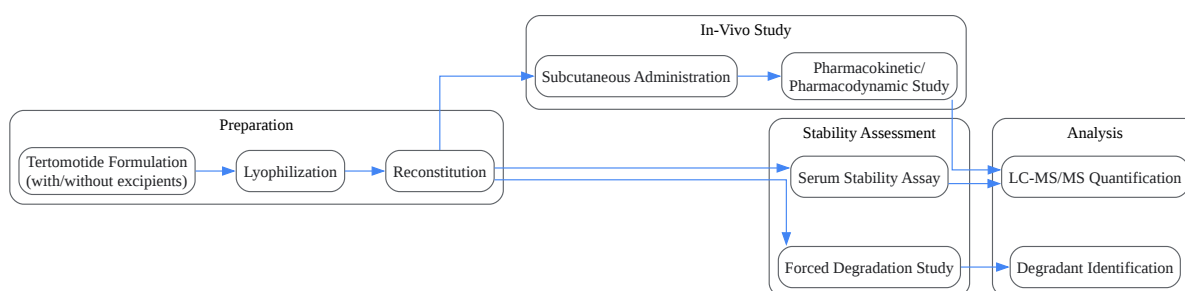 In-Vivo Study
Subcutaneous Administration
Pharmacokinetic/
Pharmacodynamic Study
Preparation
Tertomotide Formulation
(with/without excipients)
Lyophilization
Reconstitution
Stability Assessment
Serum Stability Assay
Forced Degradation Study
Analysis
LC-MS/MS Quantification
Degradant Identification